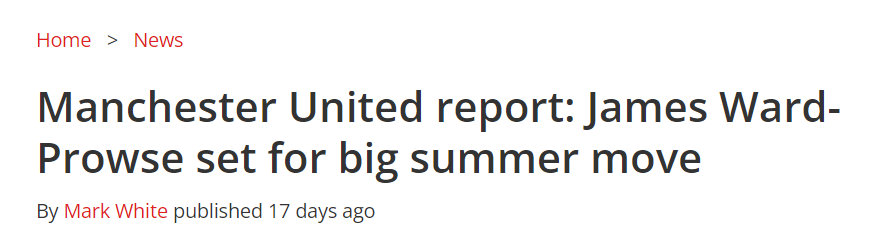 Home > News
Manchester United report: James Ward-
Prowse set for big summer move
By Mark White published 17 days ago